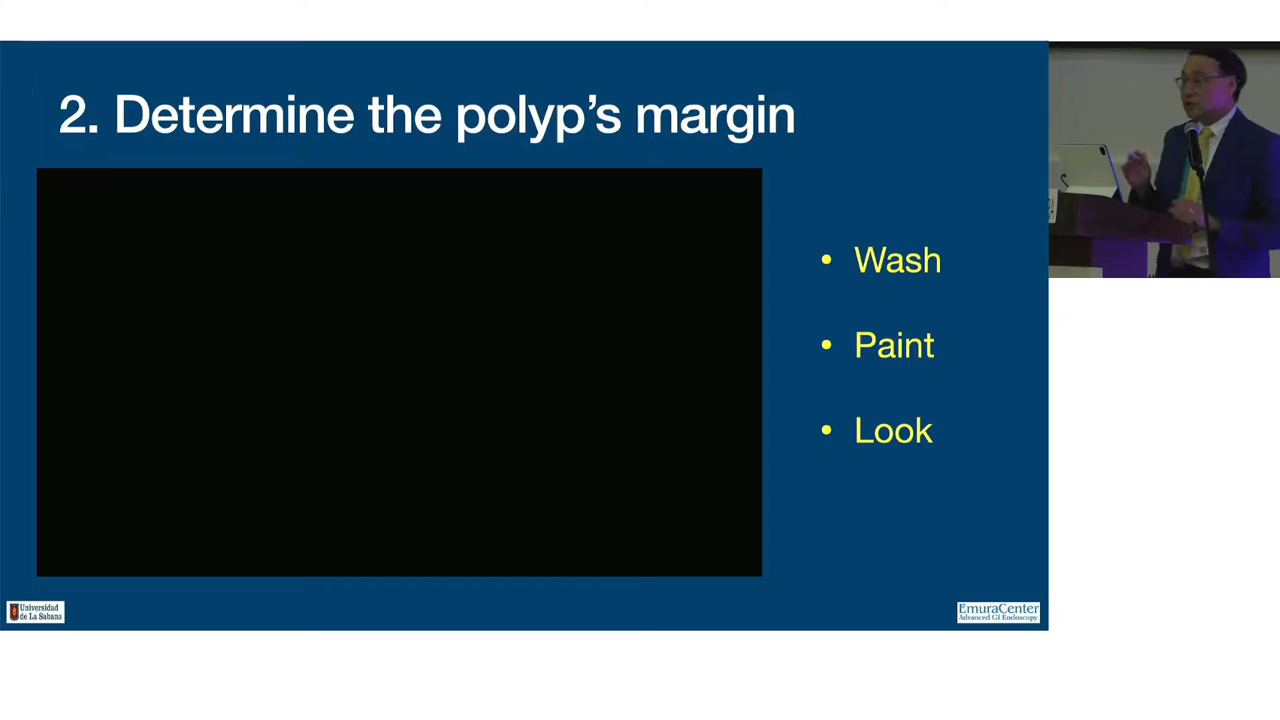 2. Determine the polyp's margin
• Wash
• Paint
• Look
Universidad
de La Sabana
EmuraCenter
Advanced GI Endoscopy